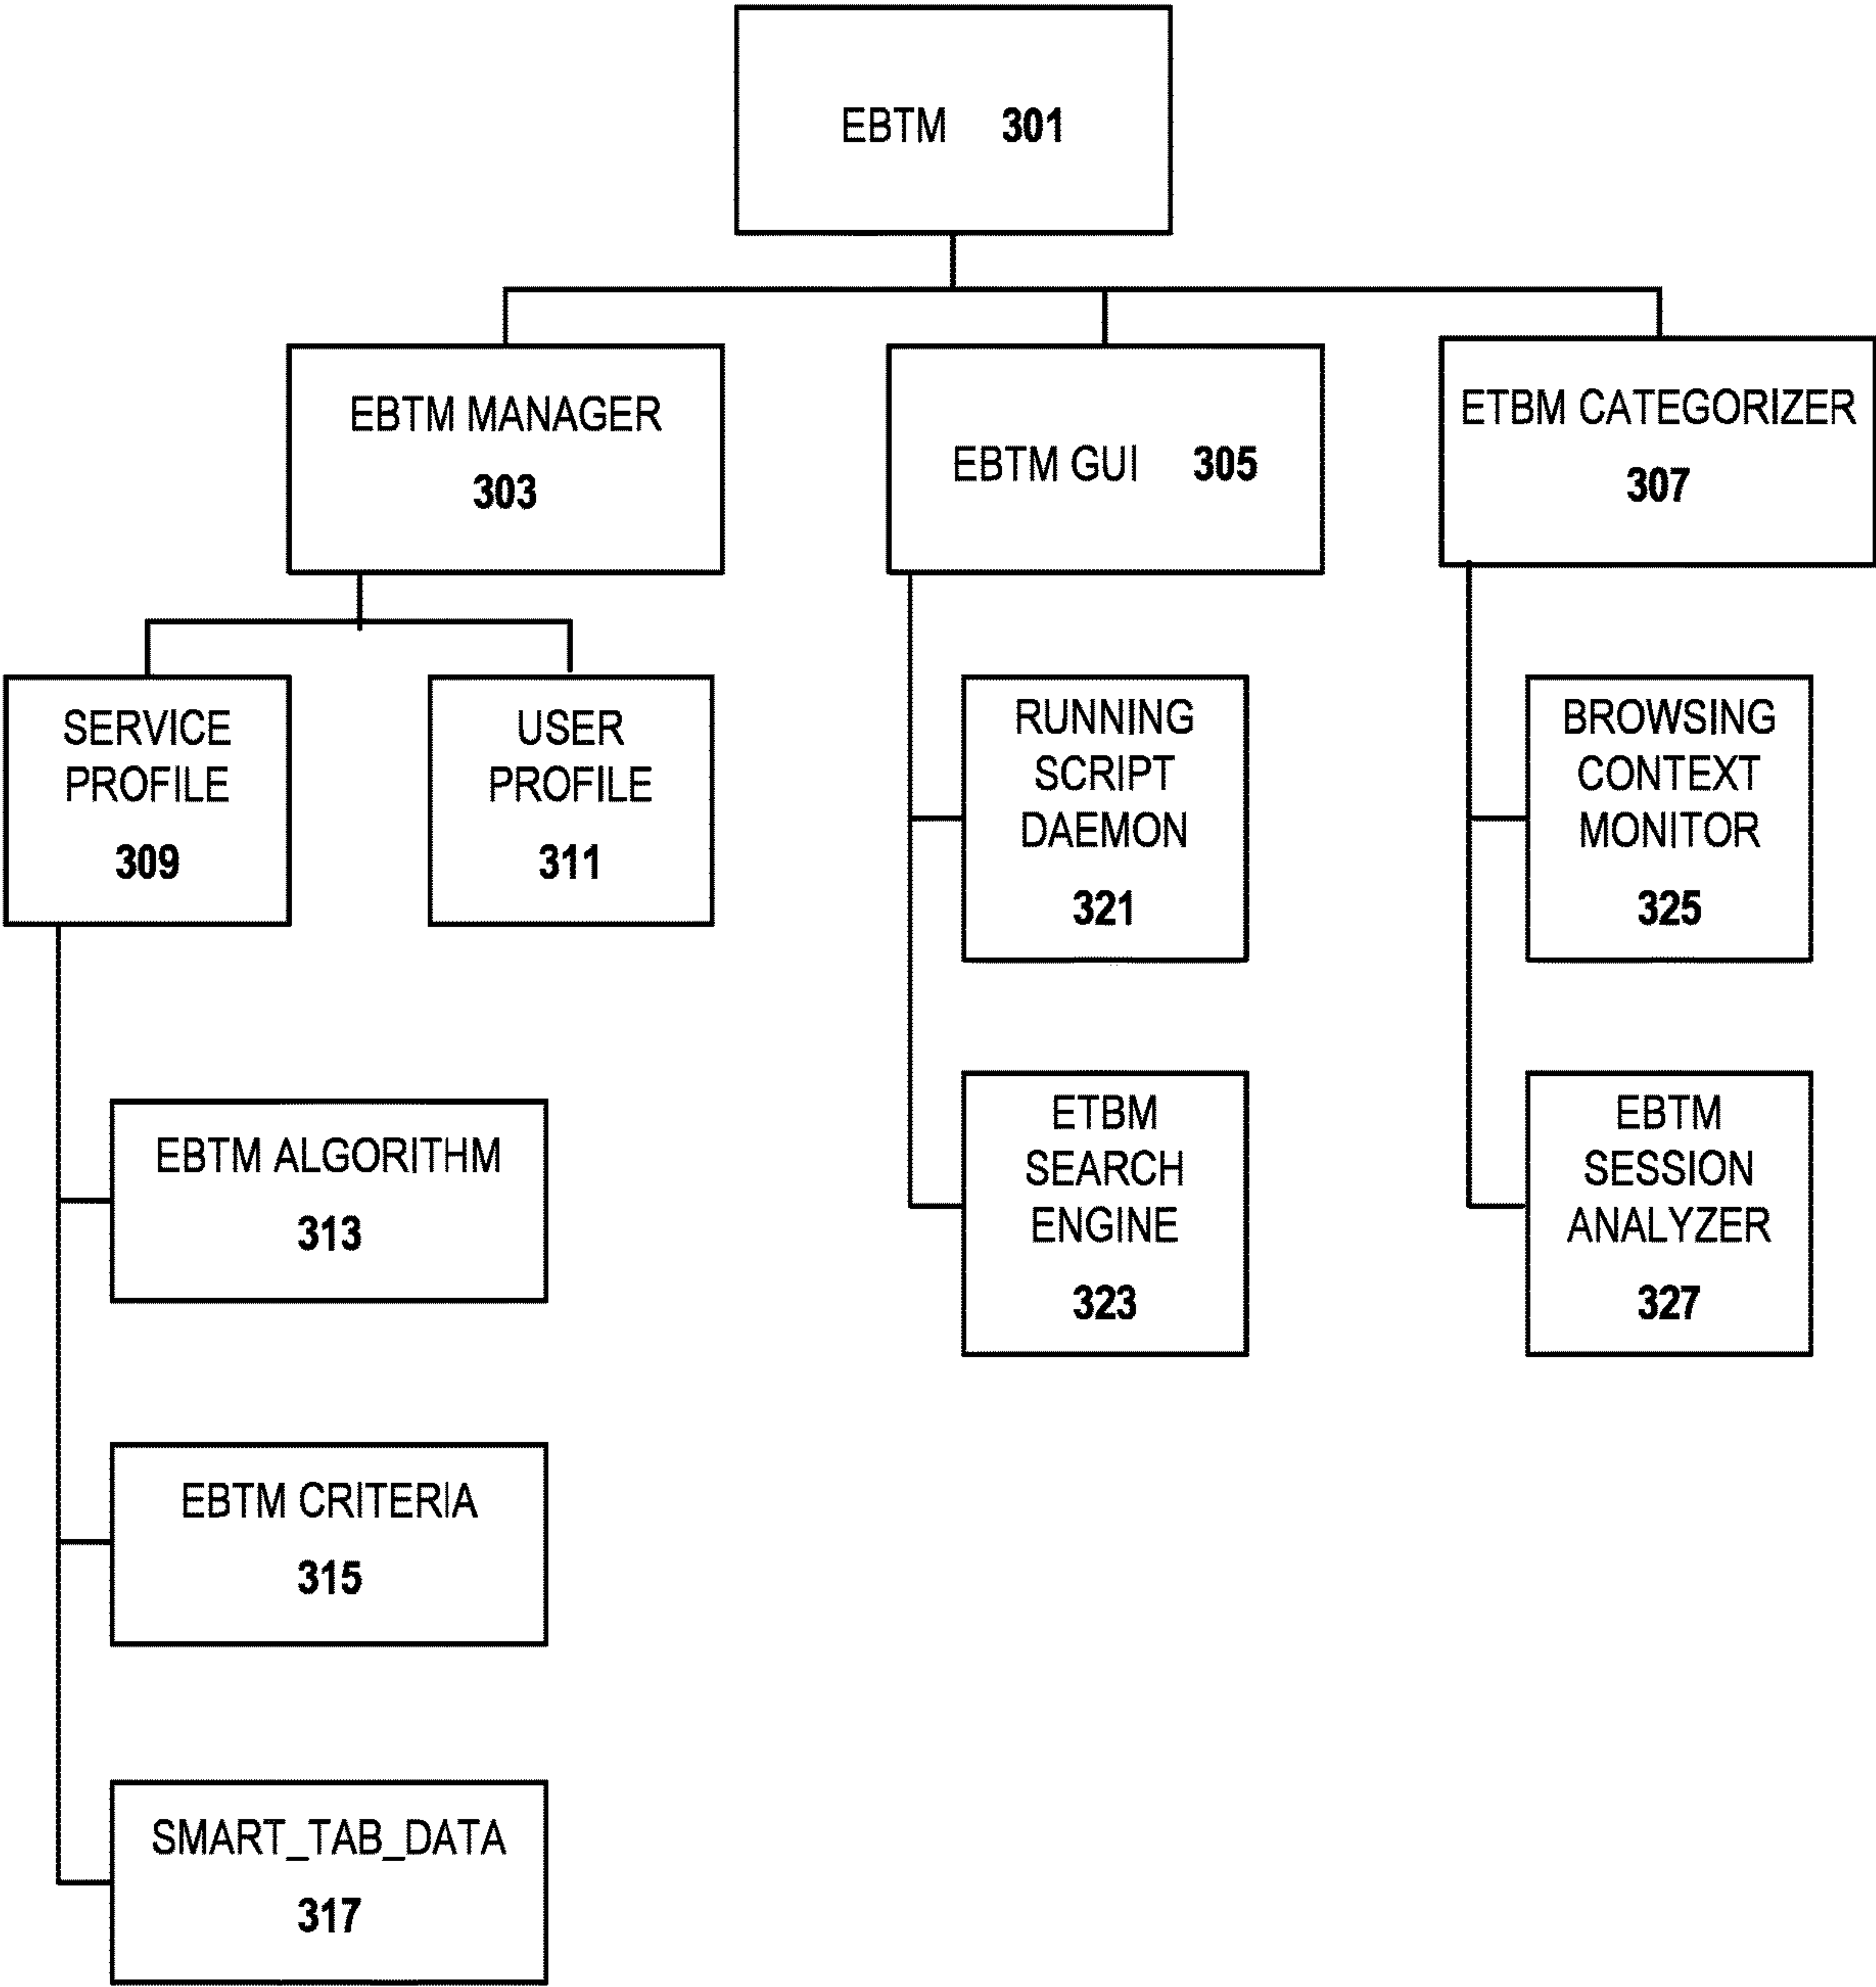 EBTM 301
EBTM MANAGER
303
EBTM GUI 305
ETBM CATEGORIZER
307
SERVICE
PROFILE
309
USER
PROFILE
311
RUNNING
SCRIPT
DAEMON
321
BROWSING
CONTEXT
MONITOR
325
EBTM ALGORITHM
313
ETBM
SEARCH
ENGINE
323
EBTM
SESSION
ANALYZER
327
EBTM CRITERIA
315
SMART_TAB_DATA
317